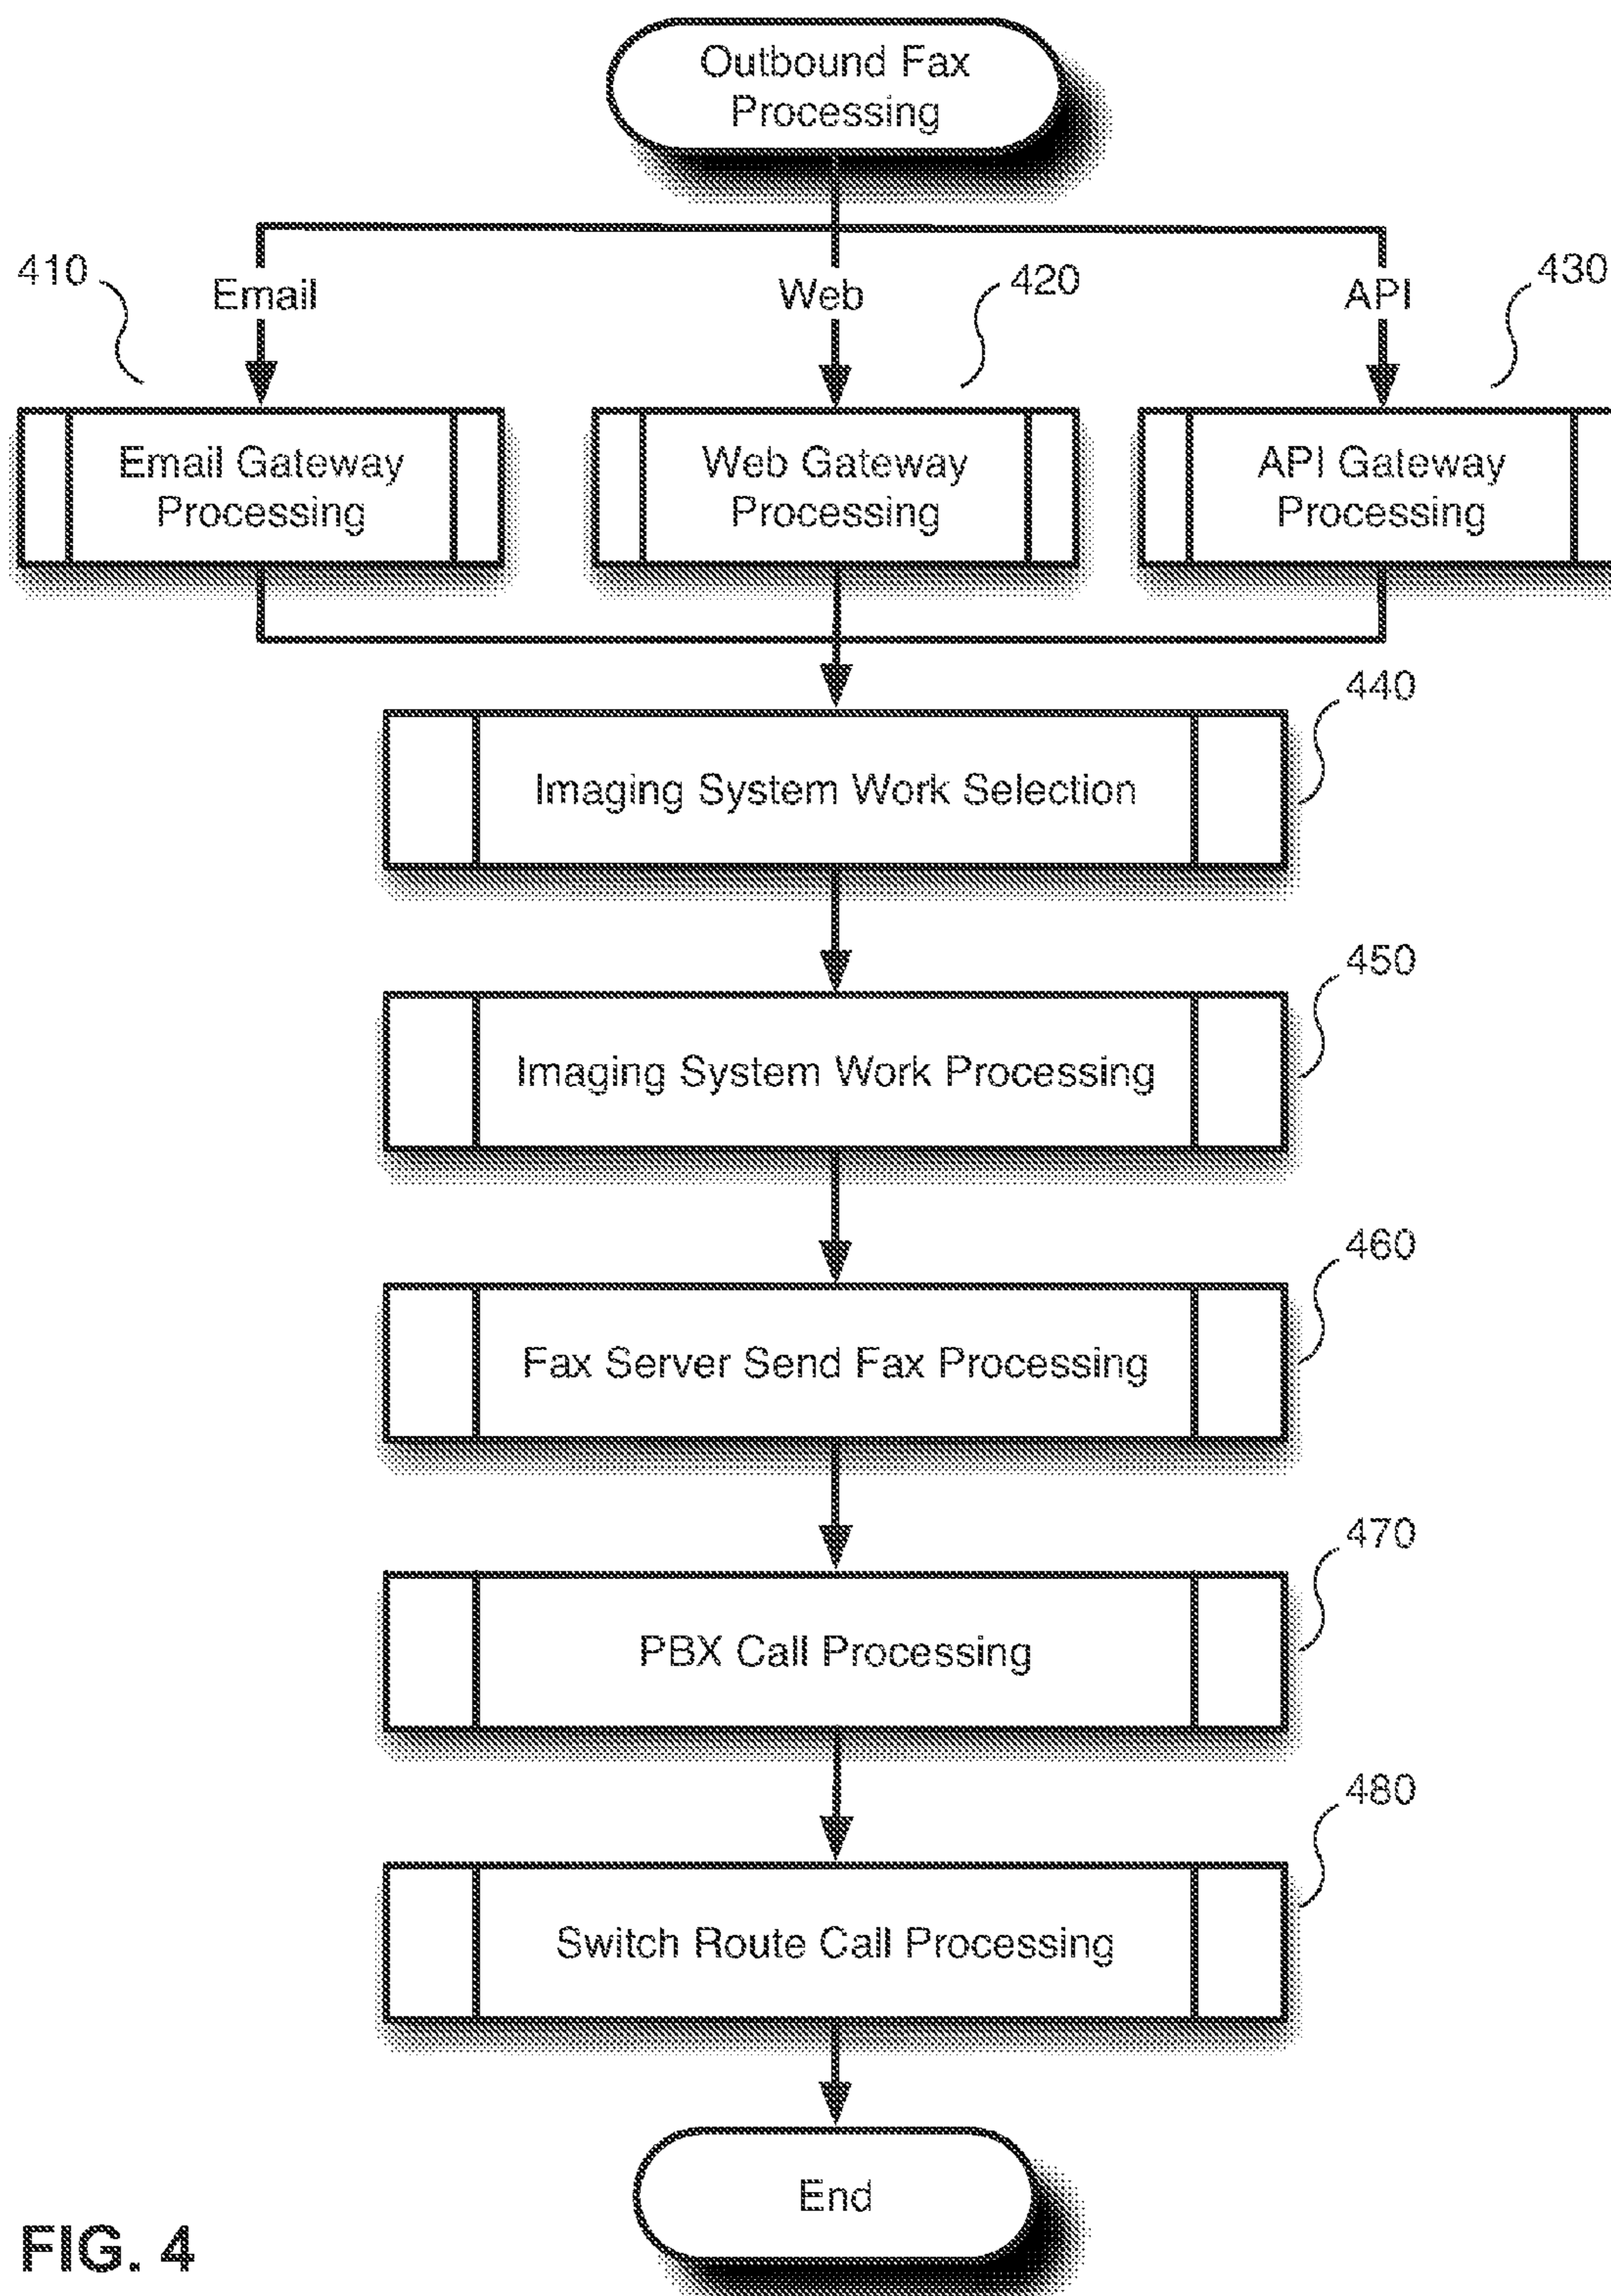 Outbound Fax
Processing
410
Email
Web
420
API
430
Email Gateway
Processing
Web Gateway
Processing
API Gateway
Processing
440
Imaging System Work Selection
450
Imaging System Work Processing
460
Fax Server Send Fax Processing
470
PBX Call Processing
480
Switch Route Call Processing
End
FIG. 4